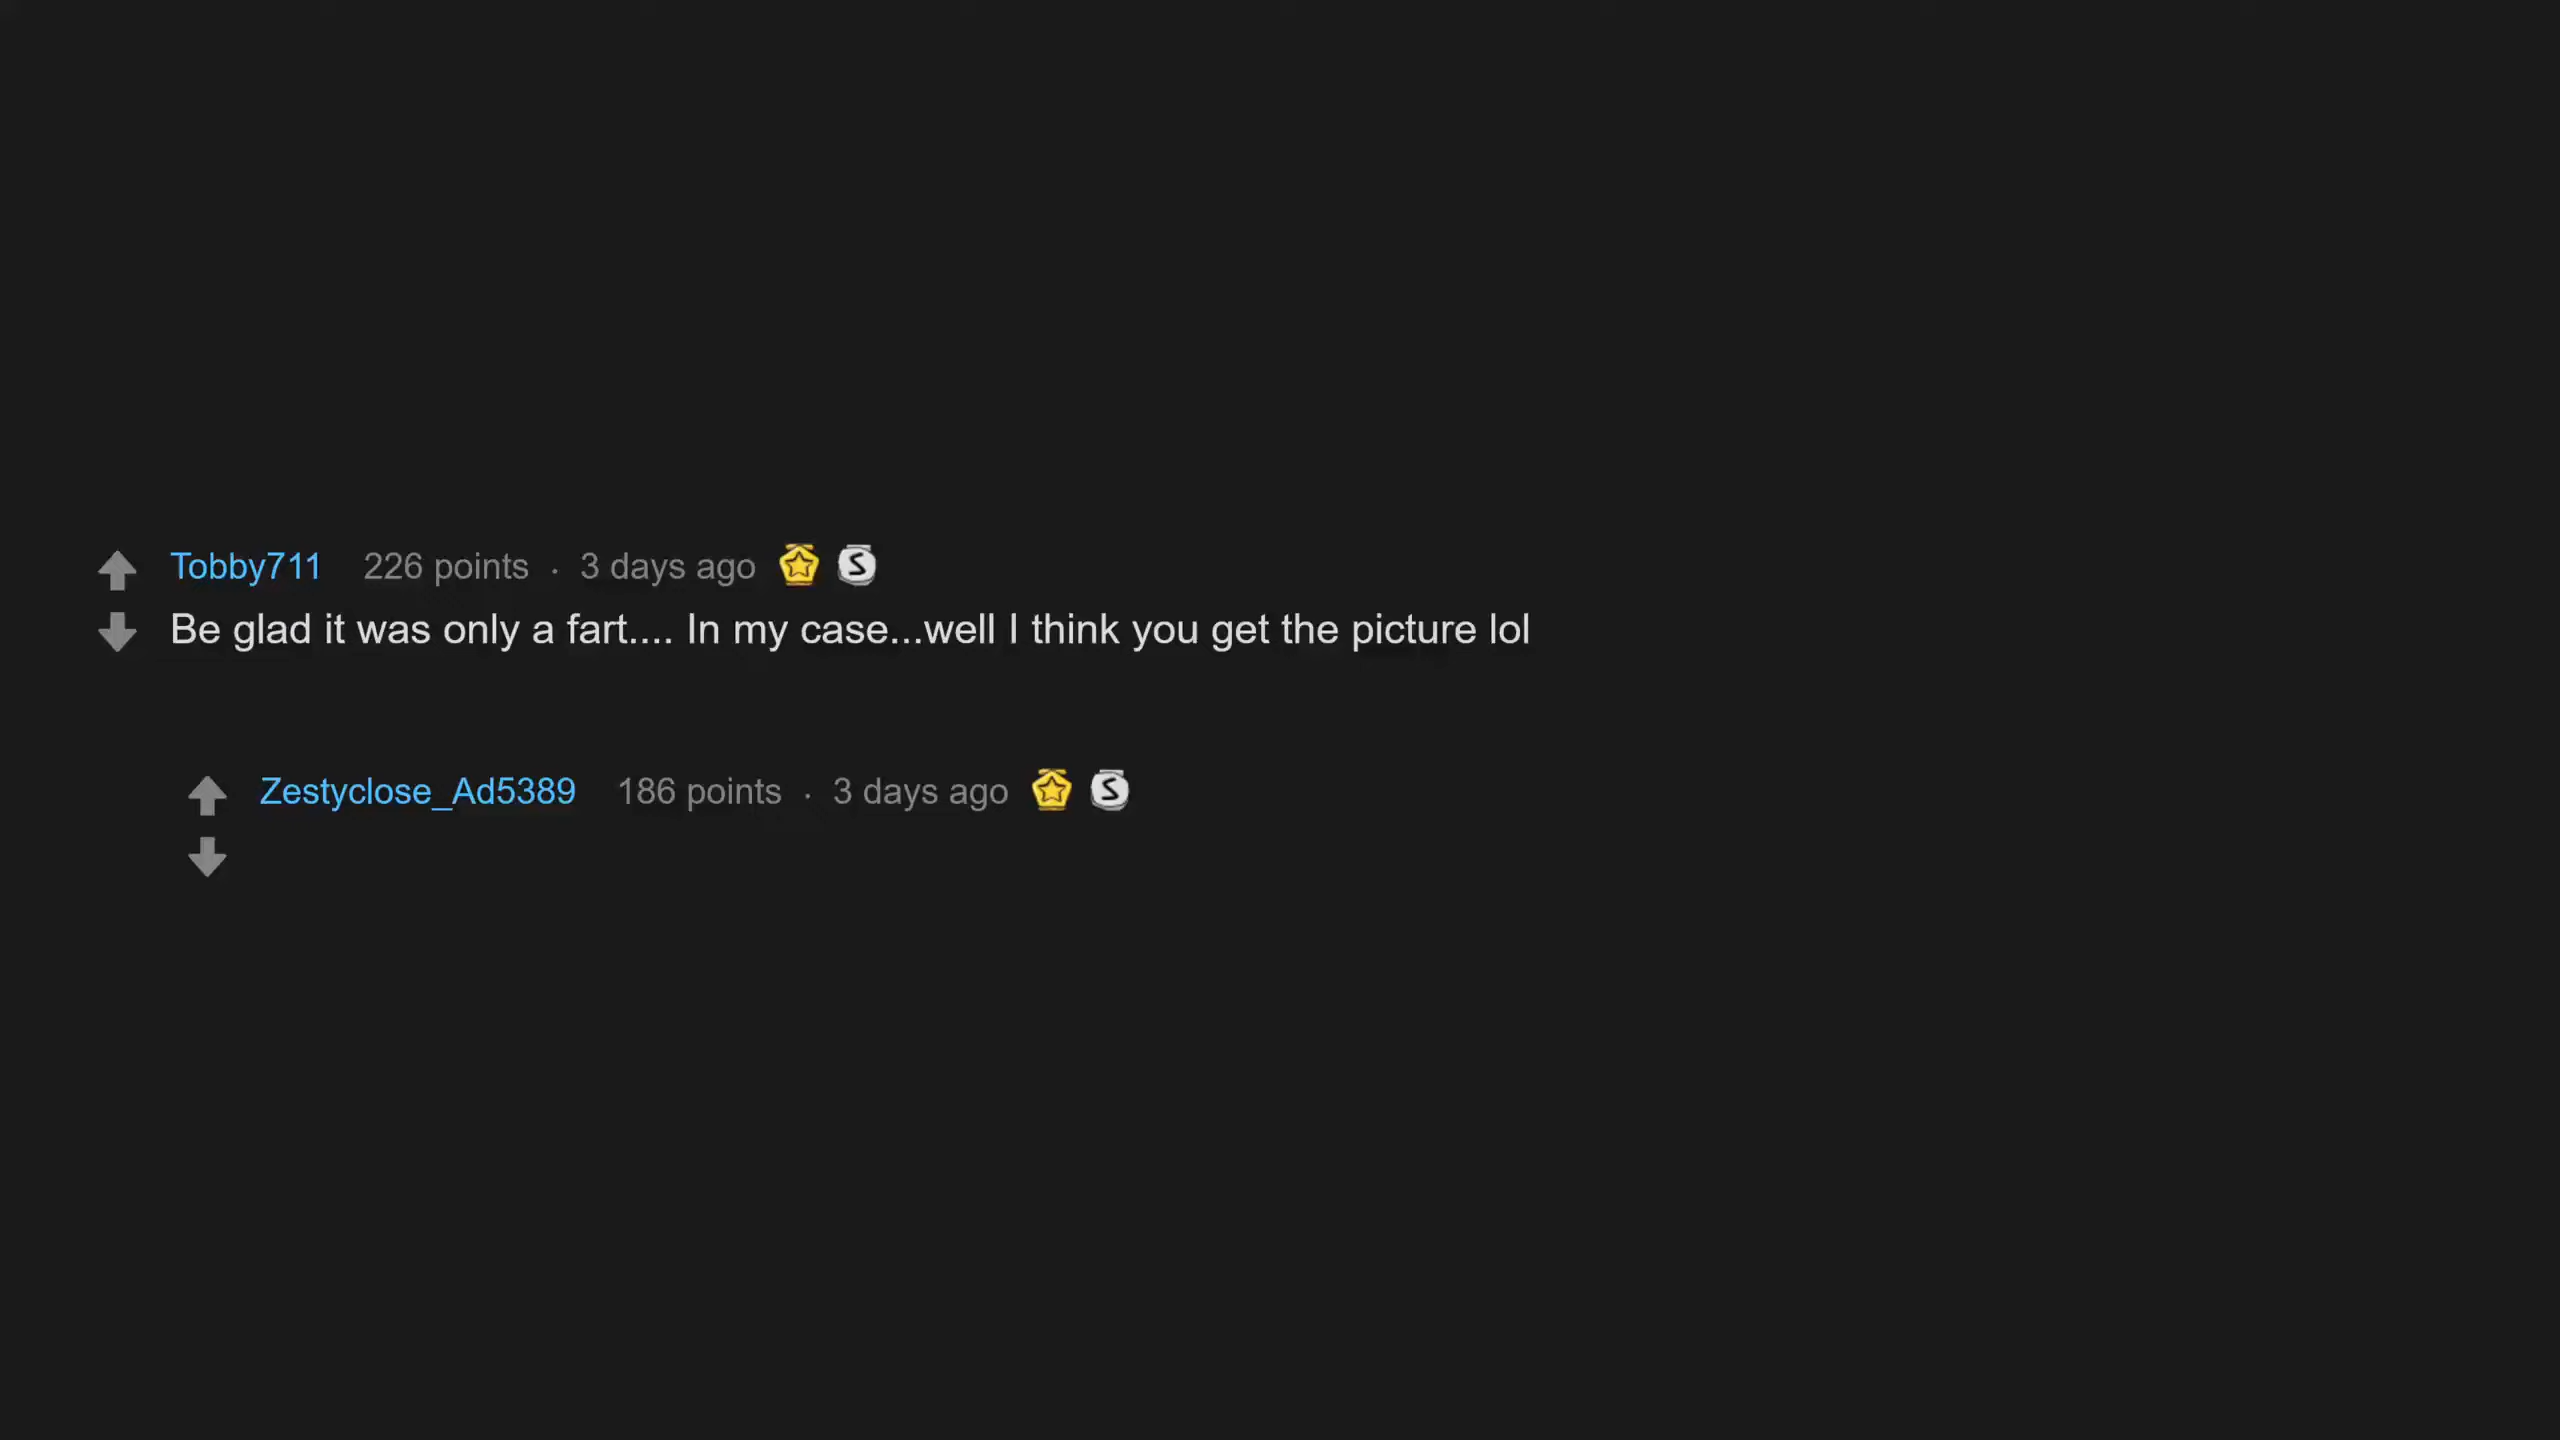 Tobby711 226 points · 3 days ago
Be glad it was only a fart.... In my case...well I think you get the picture lol
Zestyclose_Ad5389 186 points · 3 days ago